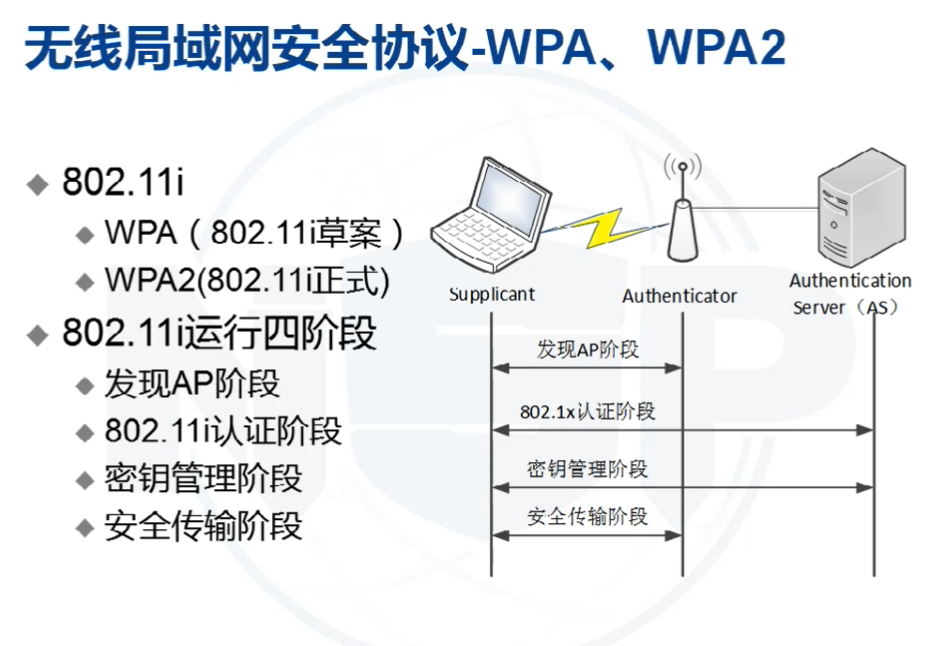 无线局域网安全协议-WPA、WPA2
802.11i
WPA（802.11i草案）
WPA2(802.11i正式)
802.11i运行四阶段
发现AP阶段
802.11i认证阶段
密钥管理阶段
安全传输阶段
Supplicant
Authenticator
Authentication
Server（AS）
发现AP阶段
802.1x认证阶段
密钥管理阶段
安全传输阶段